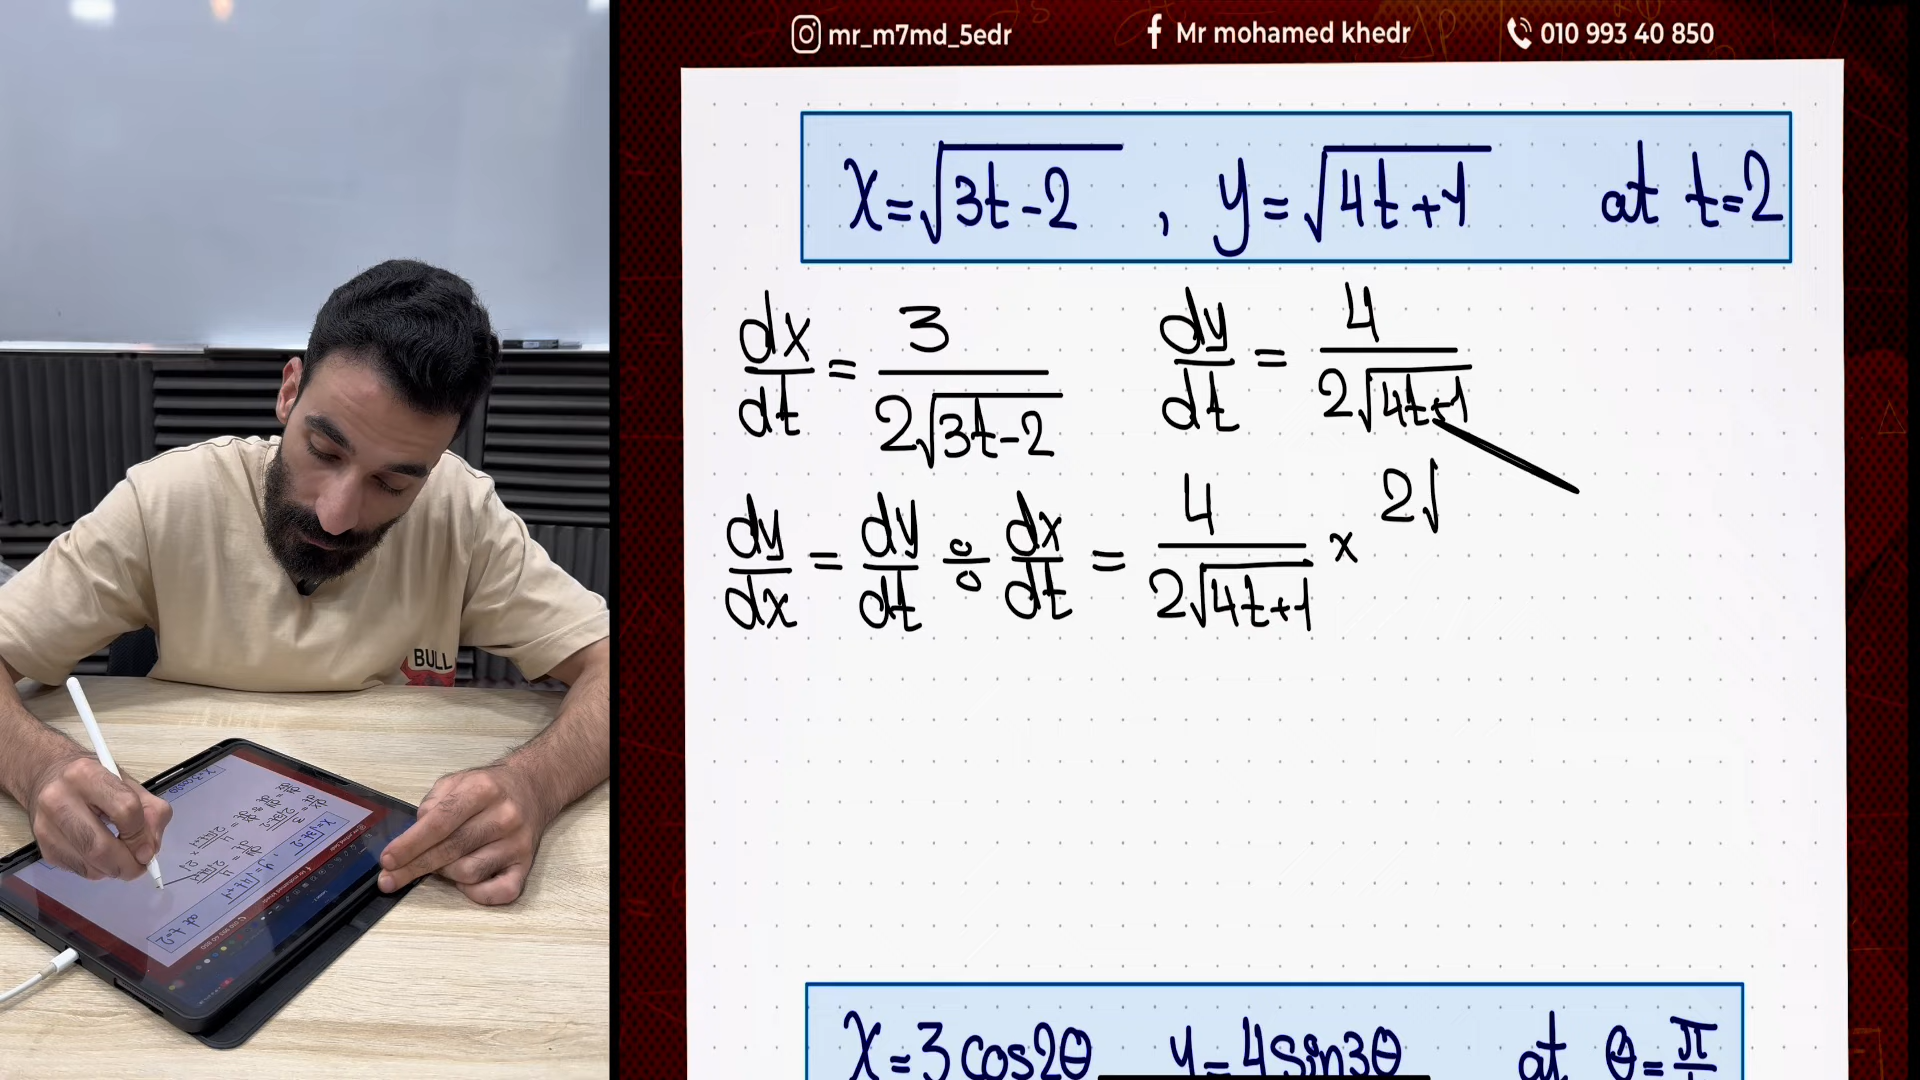 mr_m7md_5edr Mr mohamed khedr 010 993 40 850
x=√3t-2 , y=√4t+1 at t=2
dx/dt = 3/2√3t-2 dy/dt = 4/2√4t+1
dy/dx = dy/dt ÷ dx/dt = 4/2√4t+1 × 2√
x=3cos2θ y=4sin3θ at θ=π
BULL